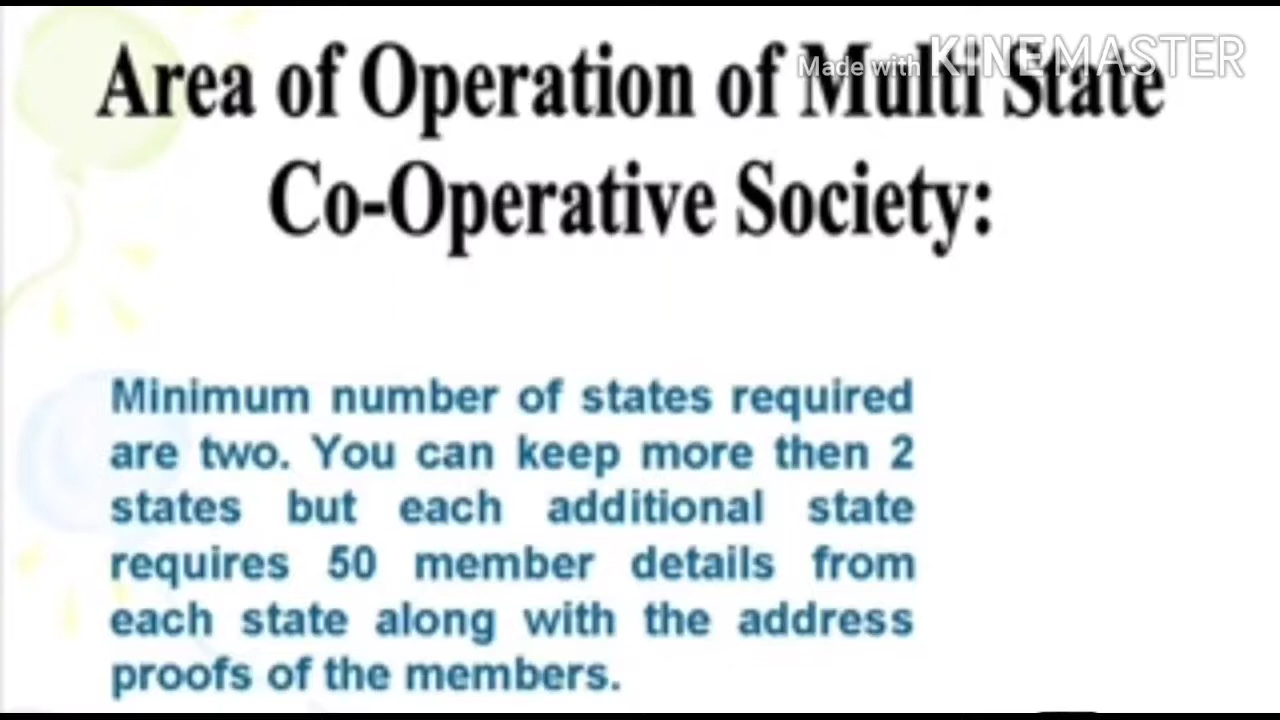 Made with KINEMASTER
Area of Operation of Multi State
Co-Operative Society:
Minimum number of states required
are two. You can keep more then 2
states but each additional state
requires 50 member details from
each state along with the address
proofs of the members.